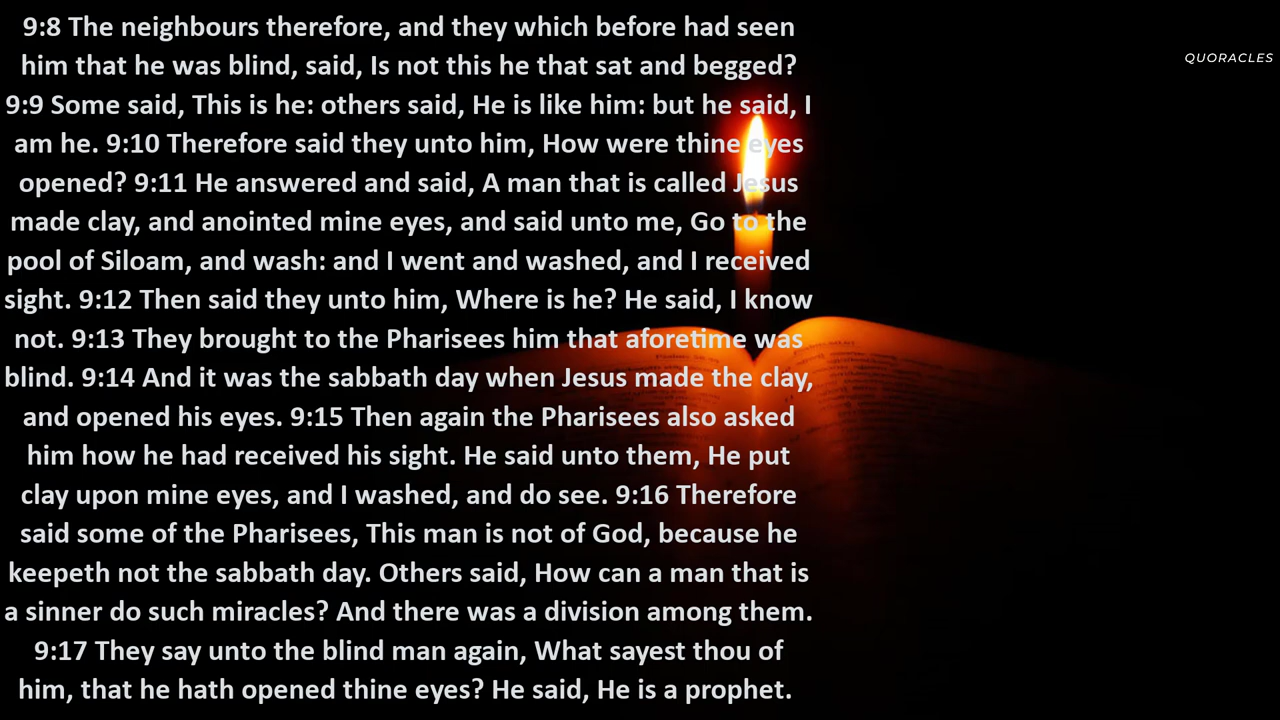 9:8 The neighbours therefore, and they which before had seen
him that he was blind, said, Is not this he that sat and begged?
9:9 Some said, This is he: others said, He is like him: but he said, I
am he. 9:10 Therefore said they unto him, How were thine eyes
opened? 9:11 He answered and said, A man that is called Jesus
made clay, and anointed mine eyes, and said unto me, Go to the
pool of Siloam, and wash: and I went and washed, and I received
sight. 9:12 Then said they unto him, Where is he? He said, I know
not. 9:13 They brought to the Pharisees him that aforetime was
blind. 9:14 And it was the sabbath day when Jesus made the clay,
and opened his eyes. 9:15 Then again the Pharisees also asked
him how he had received his sight. He said unto them, He put
clay upon mine eyes, and I washed, and do see. 9:16 Therefore
said some of the Pharisees, This man is not of God, because he
keepeth not the sabbath day. Others said, How can a man that is
a sinner do such miracles? And there was a division among them.
9:17 They say unto the blind man again, What sayest thou of
him, that he hath opened thine eyes? He said, He is a prophet.
QUORACLES